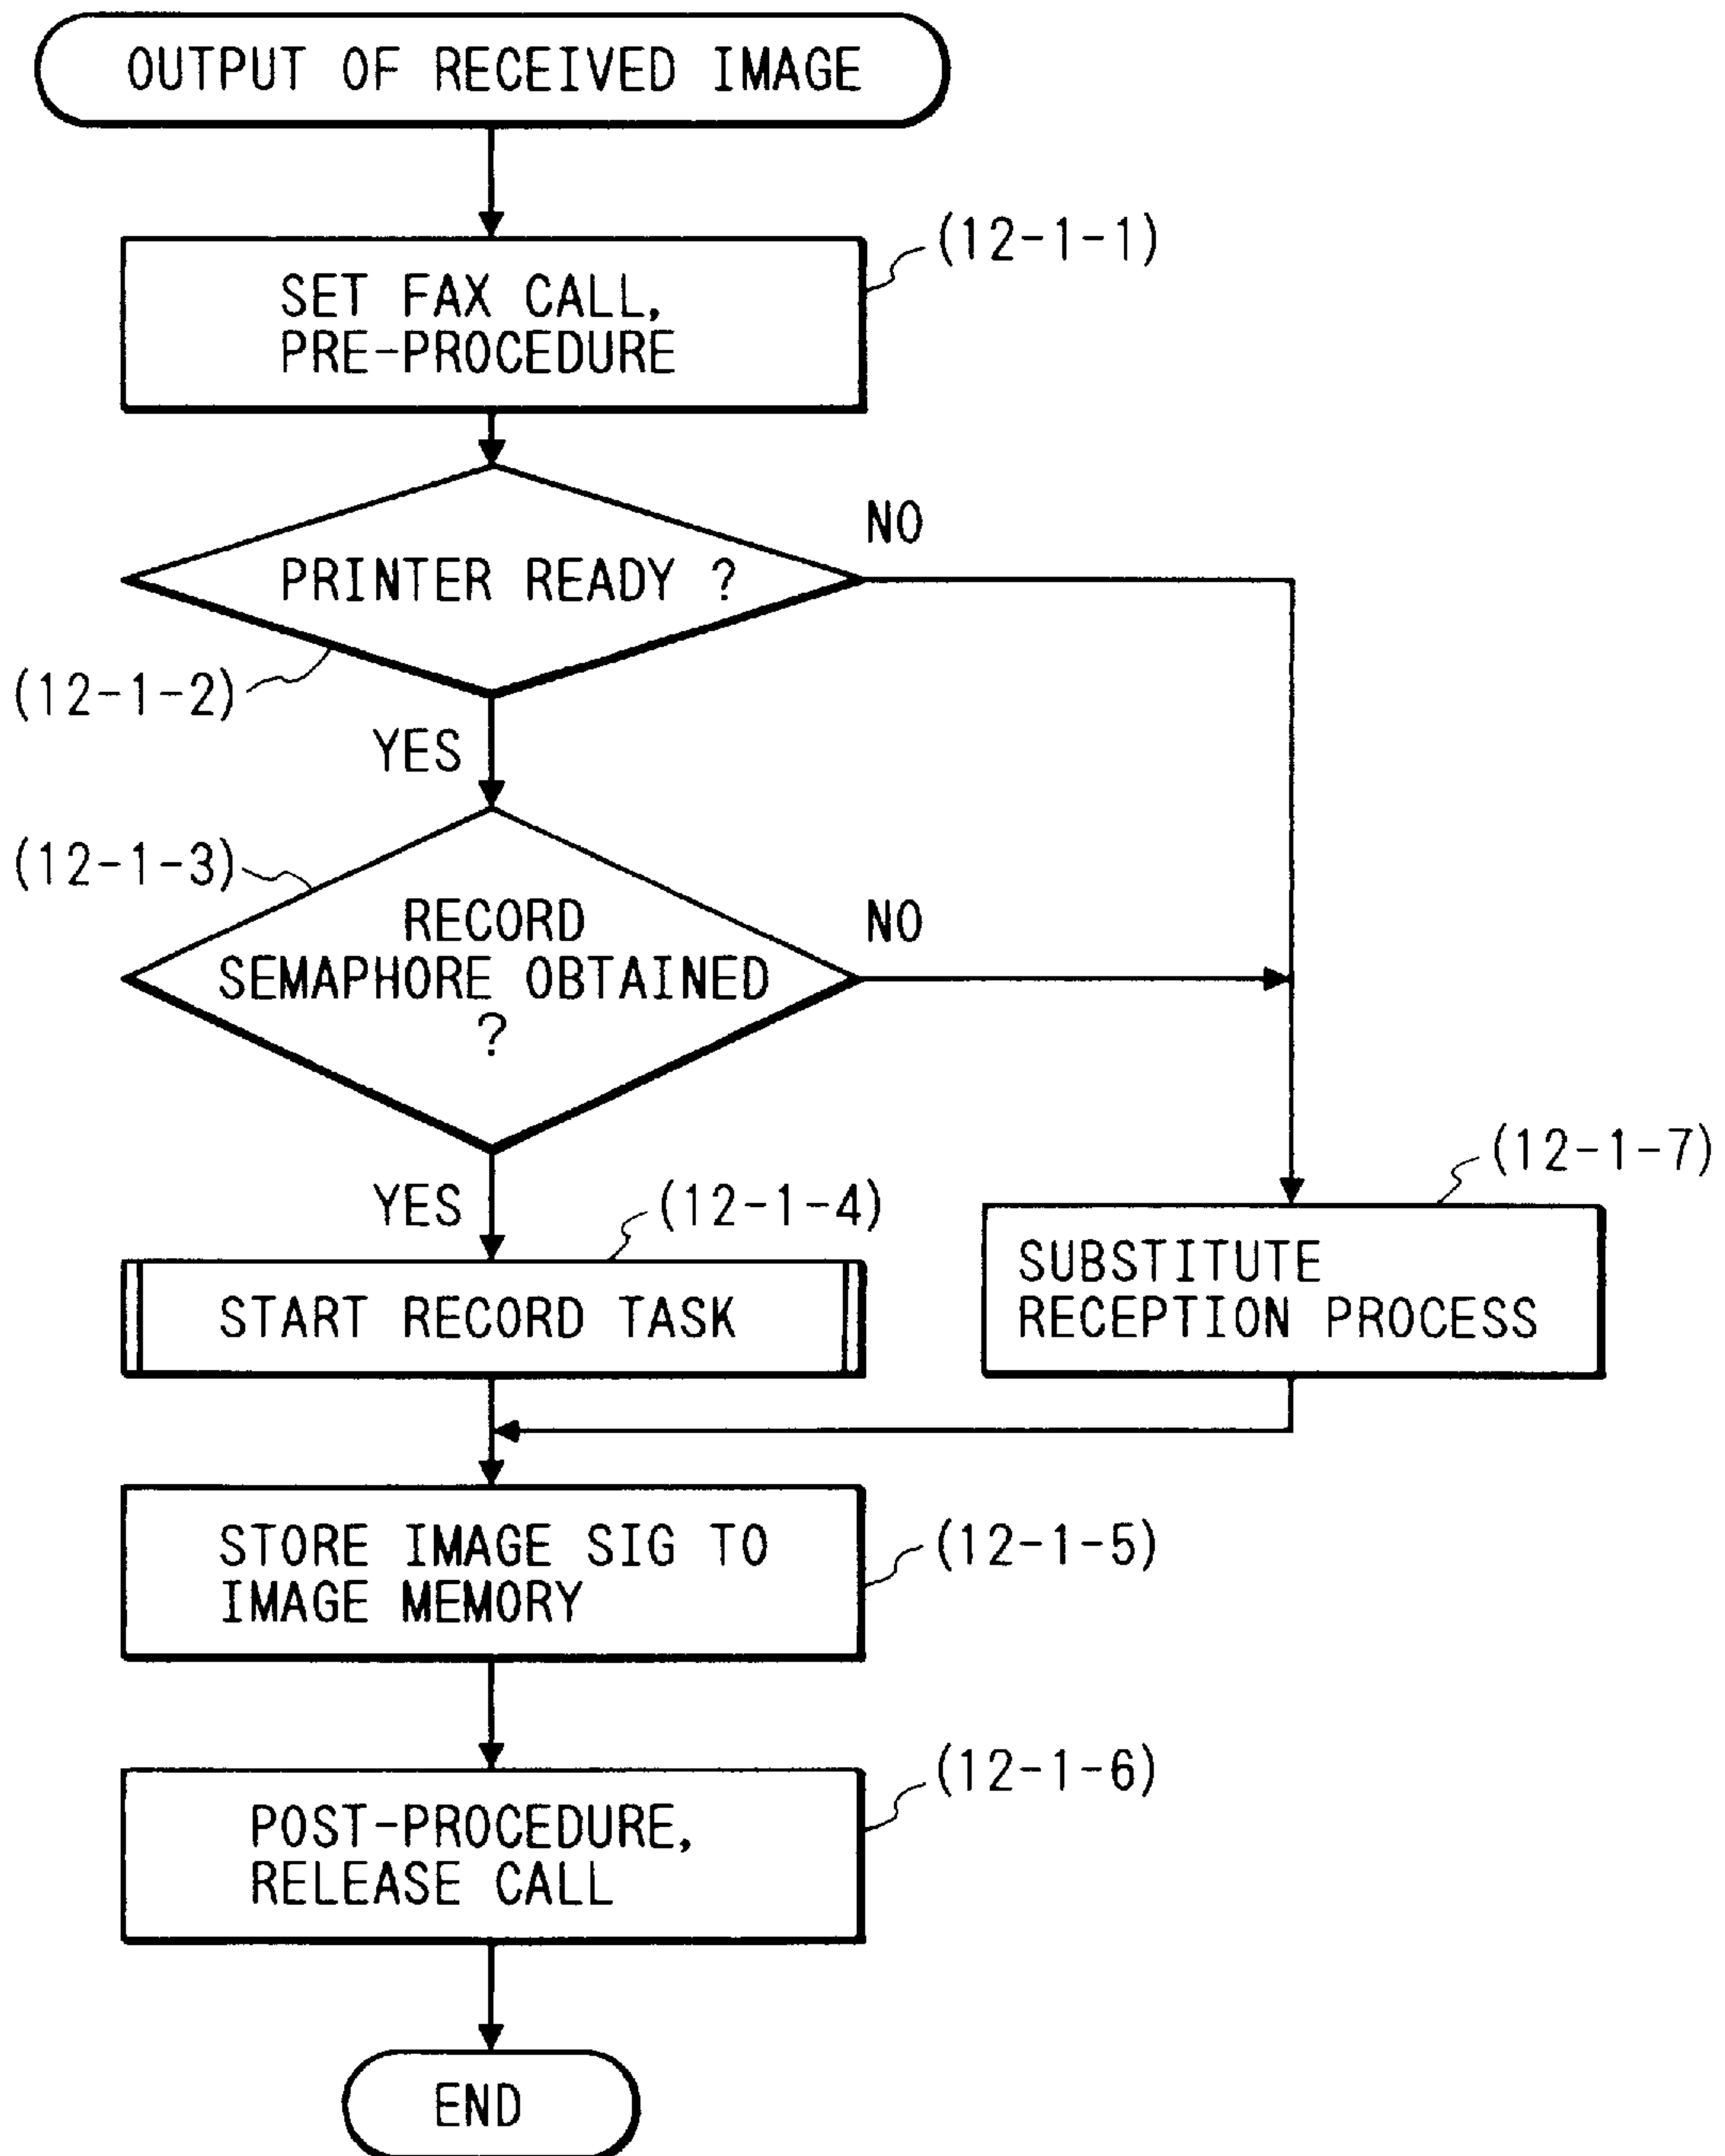 OUTPUT OF RECEIVED IMAGE
(12-1-1)
SET FAX CALL,
PRE-PROCEDURE
NO
PRINTER READY ?
(12-1-2)
YES
(12-1-3)
RECORD
SEMAPHORE OBTAINED
?
NO
YES
(12-1-4)
START RECORD TASK
(12-1-7)
SUBSTITUTE
RECEPTION PROCESS
STORE IMAGE SIG TO
IMAGE MEMORY
(12-1-5)
POST-PROCEDURE,
RELEASE CALL
(12-1-6)
END